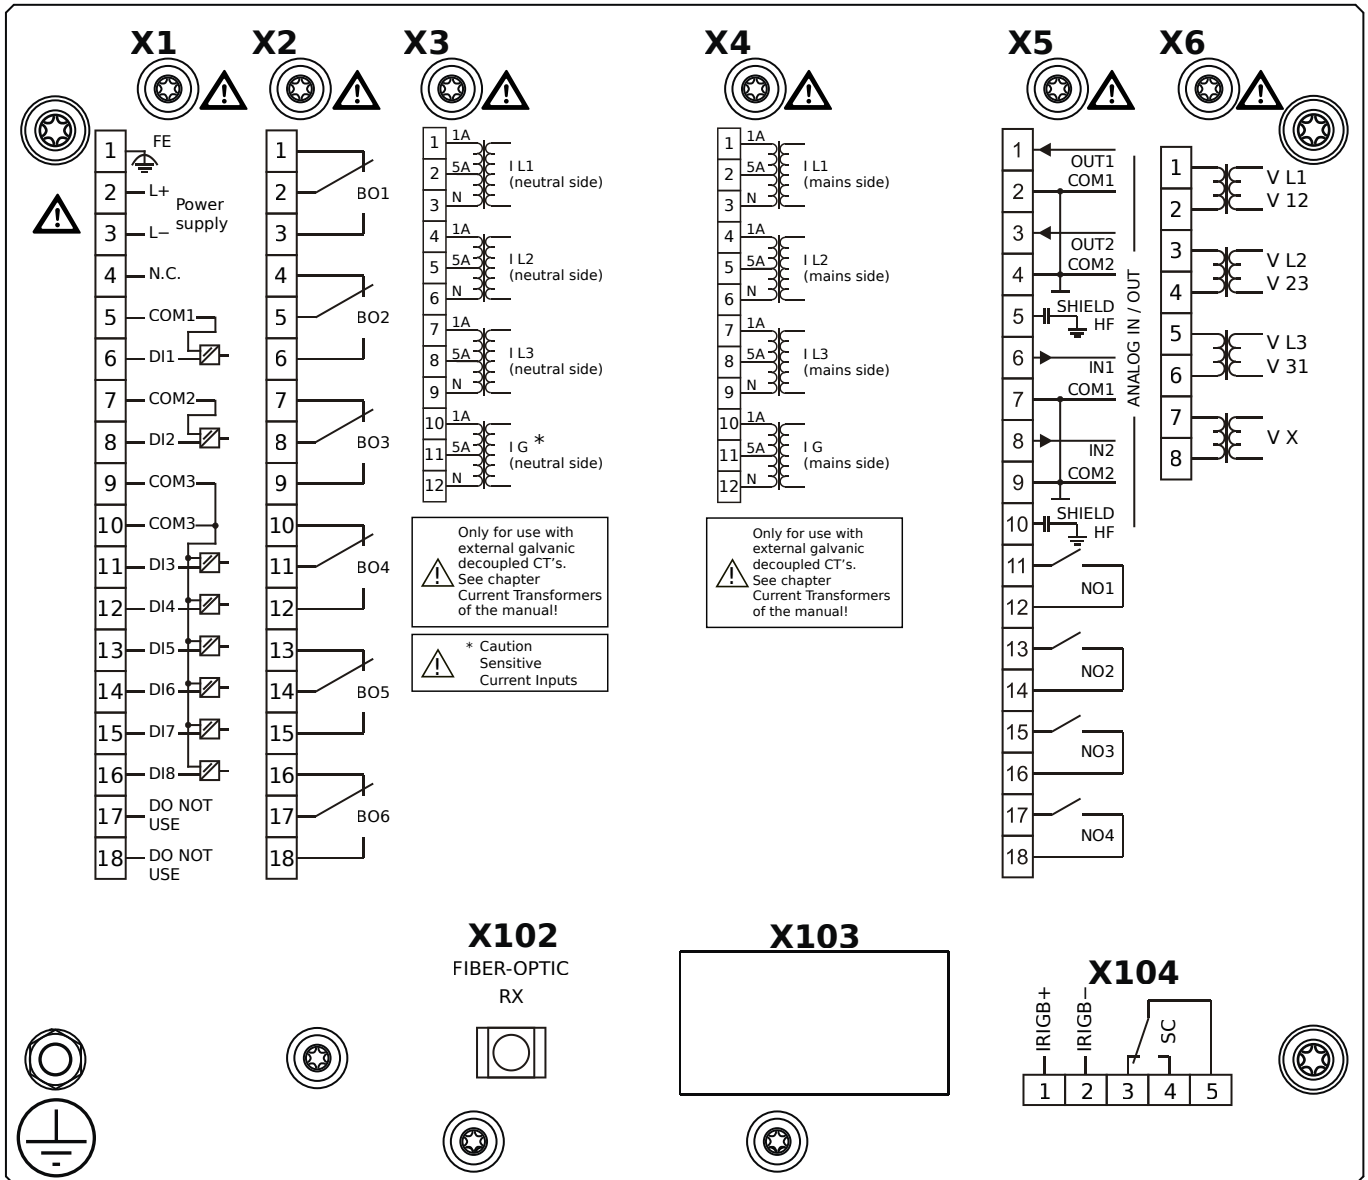 X1
X2
X3
X4
X5
X6
1
FE
2
L+
Power
supply
3
L−
4
N.C.
5
COM1
6
DI1
7
COM2
8
DI2
9
COM3
10
COM3
11
DI3
12
DI4
13
DI5
14
DI6
15
DI7
16
DI8
17
DO NOT
USE
18
DO NOT
USE
1
2
BO1
3
4
5
BO2
6
7
8
BO3
9
10
11
BO4
12
13
14
BO5
15
16
17
BO6
18
1
1A
2
5A
I L1
(neutral side)
3
N
4
1A
5
5A
I L2
(neutral side)
6
N
7
1A
8
5A
I L3
(neutral side)
9
N
10
1A
11
5A
I G *
(neutral side)
12
N
Only for use with
external galvanic
decoupled CT's.
See chapter
Current Transformers
of the manual!
* Caution
Sensitive
Current Inputs
1
1A
2
5A
I L1
(mains side)
3
N
4
1A
5
5A
I L2
(mains side)
6
N
7
1A
8
5A
I L3
(mains side)
9
N
10
1A
11
5A
I G
(mains side)
12
N
Only for use with
external galvanic
decoupled CT's.
See chapter
Current Transformers
of the manual!
1
OUT1
2
COM1
3
OUT2
4
COM2
5
SHIELD
HF
6
IN1
7
COM1
8
IN2
9
COM2
10
SHIELD
HF
ANALOG IN / OUT
11
NO1
12
13
NO2
14
15
NO3
16
17
NO4
18
1
V L1
2
V 12
3
V L2
4
V 23
5
V L3
6
V 31
7
V X
8
X102
FIBER-OPTIC
RX
X103
X104
IRIGB+
IRIGB−
SC
1 2 3 4 5